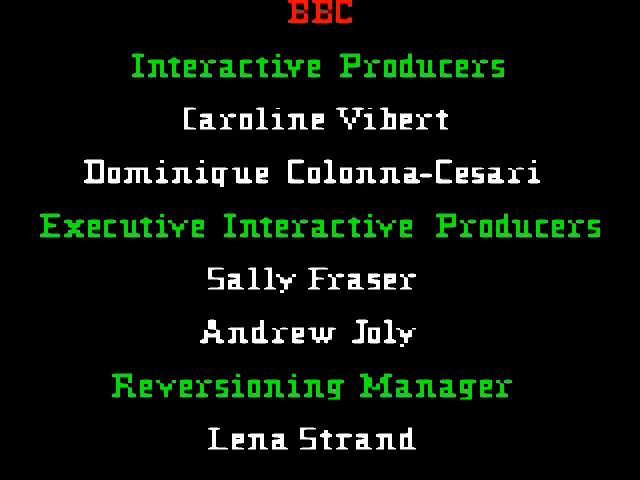 BBC
Interactive Producers
Caroline Vibert
Dominique Colonna-Cesari
Executive Interactive Producers
Sally Fraser
Andrew Joly
Reversioning Manager
Lena Strand